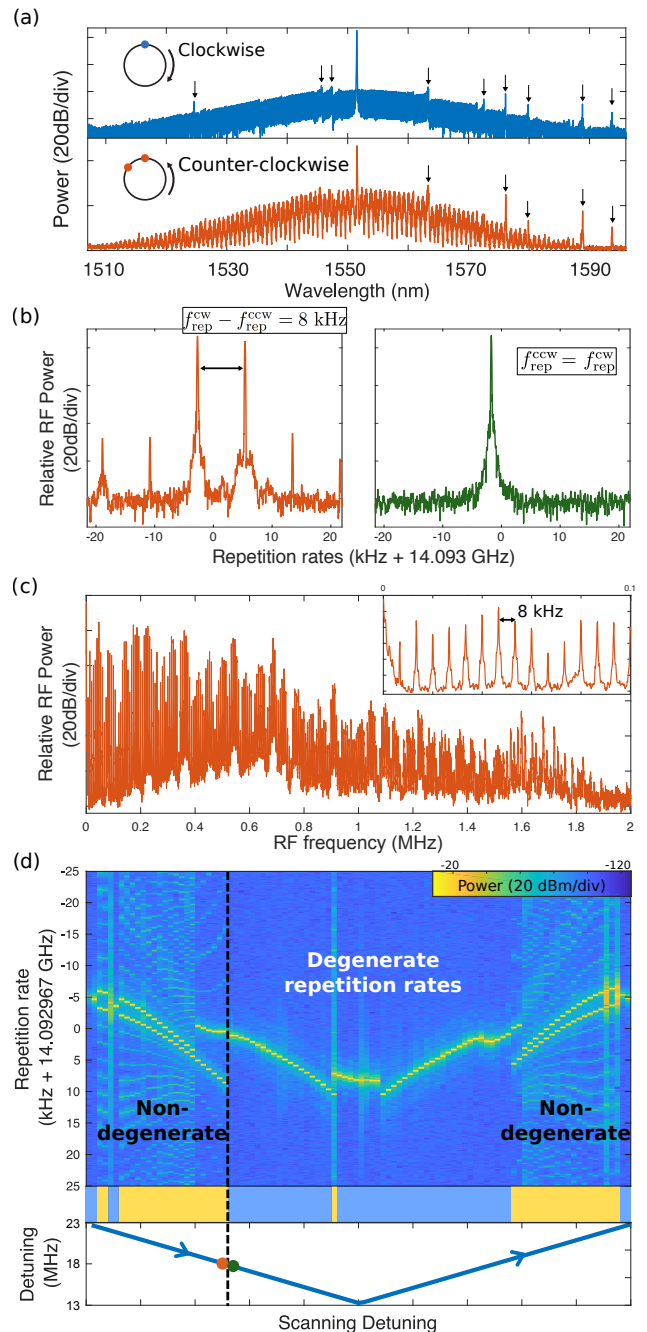 (a)
Clockwise
Counter-clockwise
Power (20dB/div)
1510 1530 1550 1570 1590
Wavelength (nm)
(b)
f_rep^cw − f_rep^ccw = 8 kHz
f_rep^ccw = f_rep^cw
Relative RF Power
(20dB/div)
-20 -10 0 10 20
-20 -10 0 10 20
Repetition rates (kHz + 14.093 GHz)
(c)
0 0.1
8 kHz
Relative RF Power
(20dB/div)
0 0.2 0.4 0.6 0.8 1 1.2 1.4 1.6 1.8 2
RF frequency (MHz)
(d)
-20 -120
Power (20 dBm/div)
-25
-20
-15
-10
-5
0
5
10
15
20
25
Repetition rate
(kHz + 14.092967 GHz)
Degenerate
repetition rates
Non-
degenerate
Non-
degenerate
23
18
13
Detuning
(MHz)
Scanning Detuning